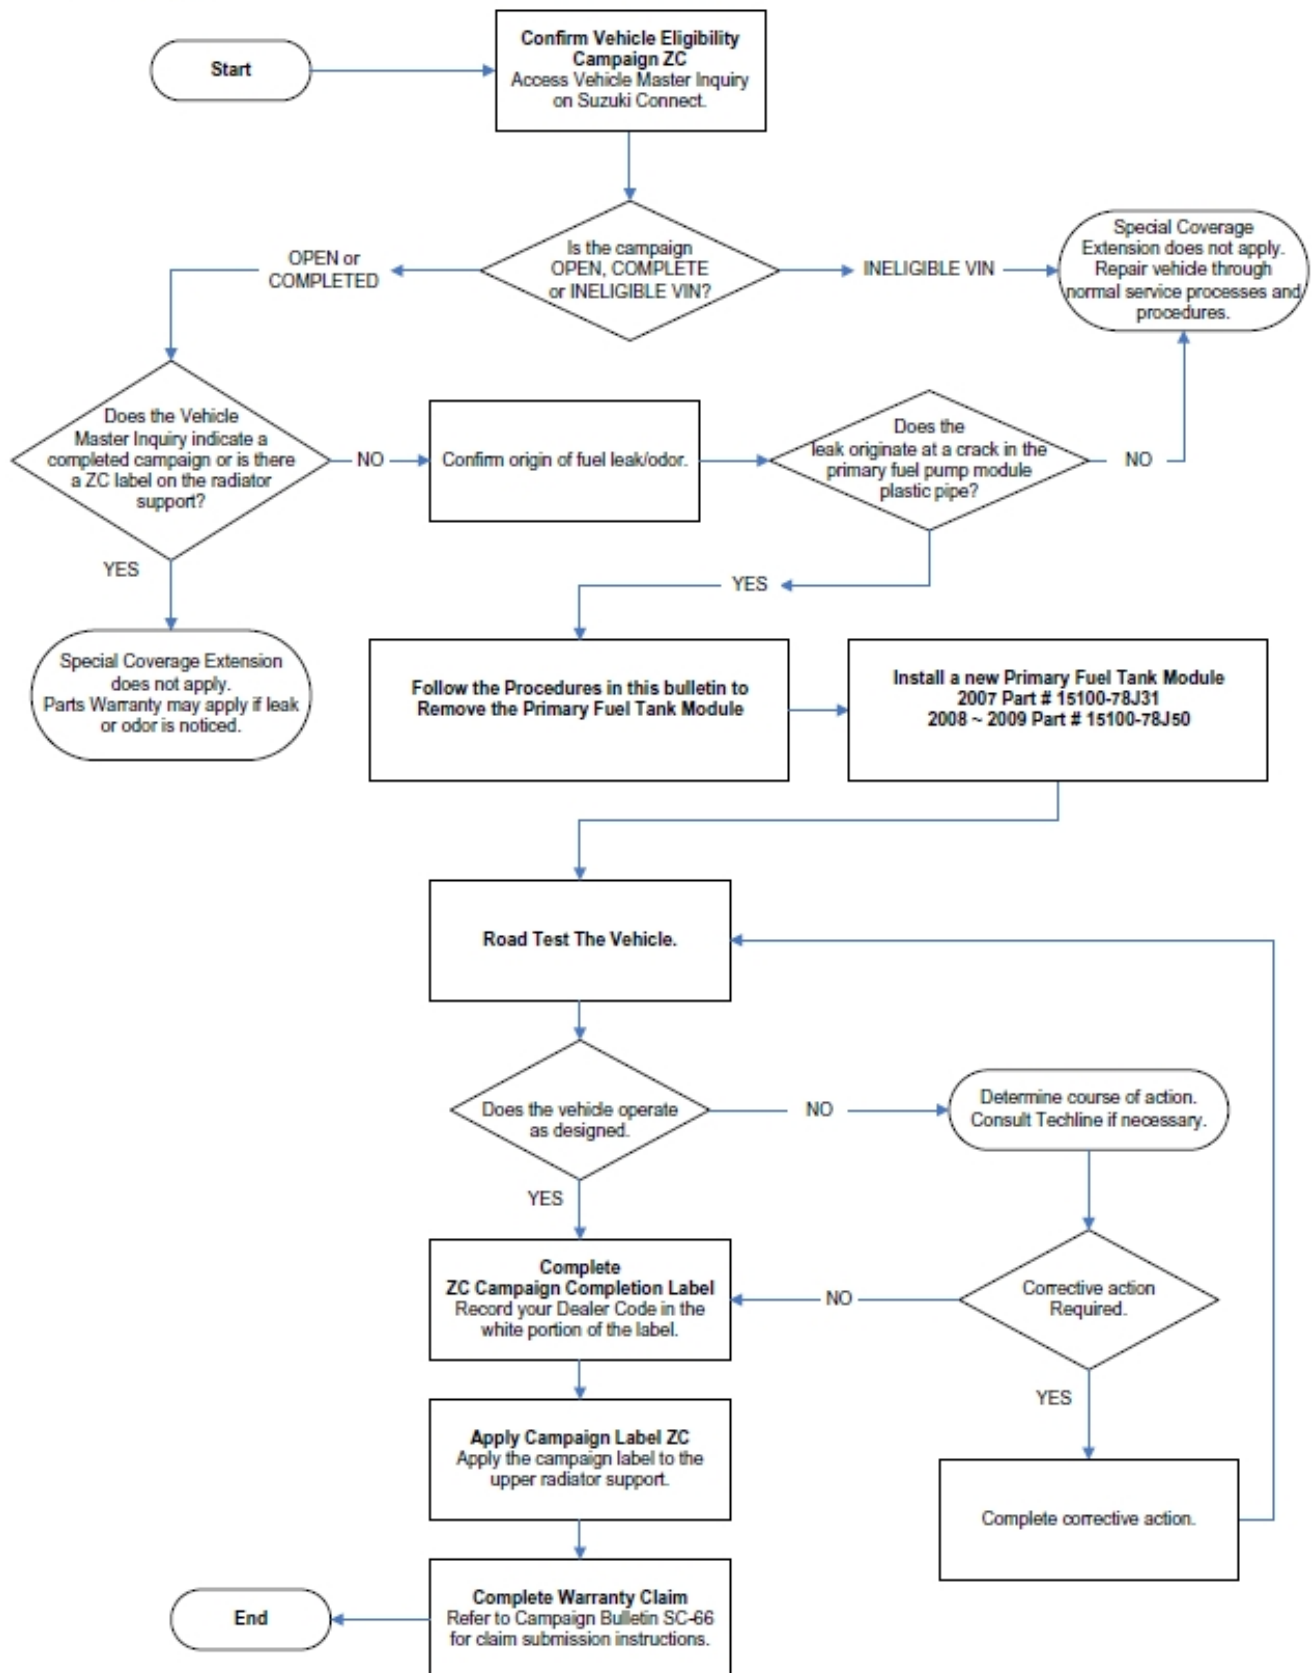 Start
Confirm Vehicle Eligibility
Campaign ZC
Access Vehicle Master Inquiry
on Suzuki Connect.
Is the campaign
OPEN, COMPLETE
or INELIGIBLE VIN?
OPEN or
COMPLETED
INELIGIBLE VIN
Special Coverage
Extension does not apply.
Repair vehicle through
normal service processes and
procedures.
Does the Vehicle
Master Inquiry indicate a
completed campaign or is there
a ZC label on the radiator
support?
NO
Confirm origin of fuel leak/odor.
Does the
leak originate at a crack in the
primary fuel pump module
plastic pipe?
NO
YES
YES
Special Coverage Extension
does not apply.
Parts Warranty may apply if leak
or odor is noticed.
Follow the Procedures in this bulletin to
Remove the Primary Fuel Tank Module
Install a new Primary Fuel Tank Module
2007 Part # 15100-78J31
2008 ~ 2009 Part # 15100-78J50
Road Test The Vehicle.
Does the vehicle operate
as designed.
NO
Determine course of action.
Consult Techline if necessary.
YES
Complete
ZC Campaign Completion Label
Record your Dealer Code in the
white portion of the label.
NO
Corrective action
Required.
YES
Apply Campaign Label ZC
Apply the campaign label to the
upper radiator support.
Complete corrective action.
Complete Warranty Claim
Refer to Campaign Bulletin SC-66
for claim submission instructions.
End